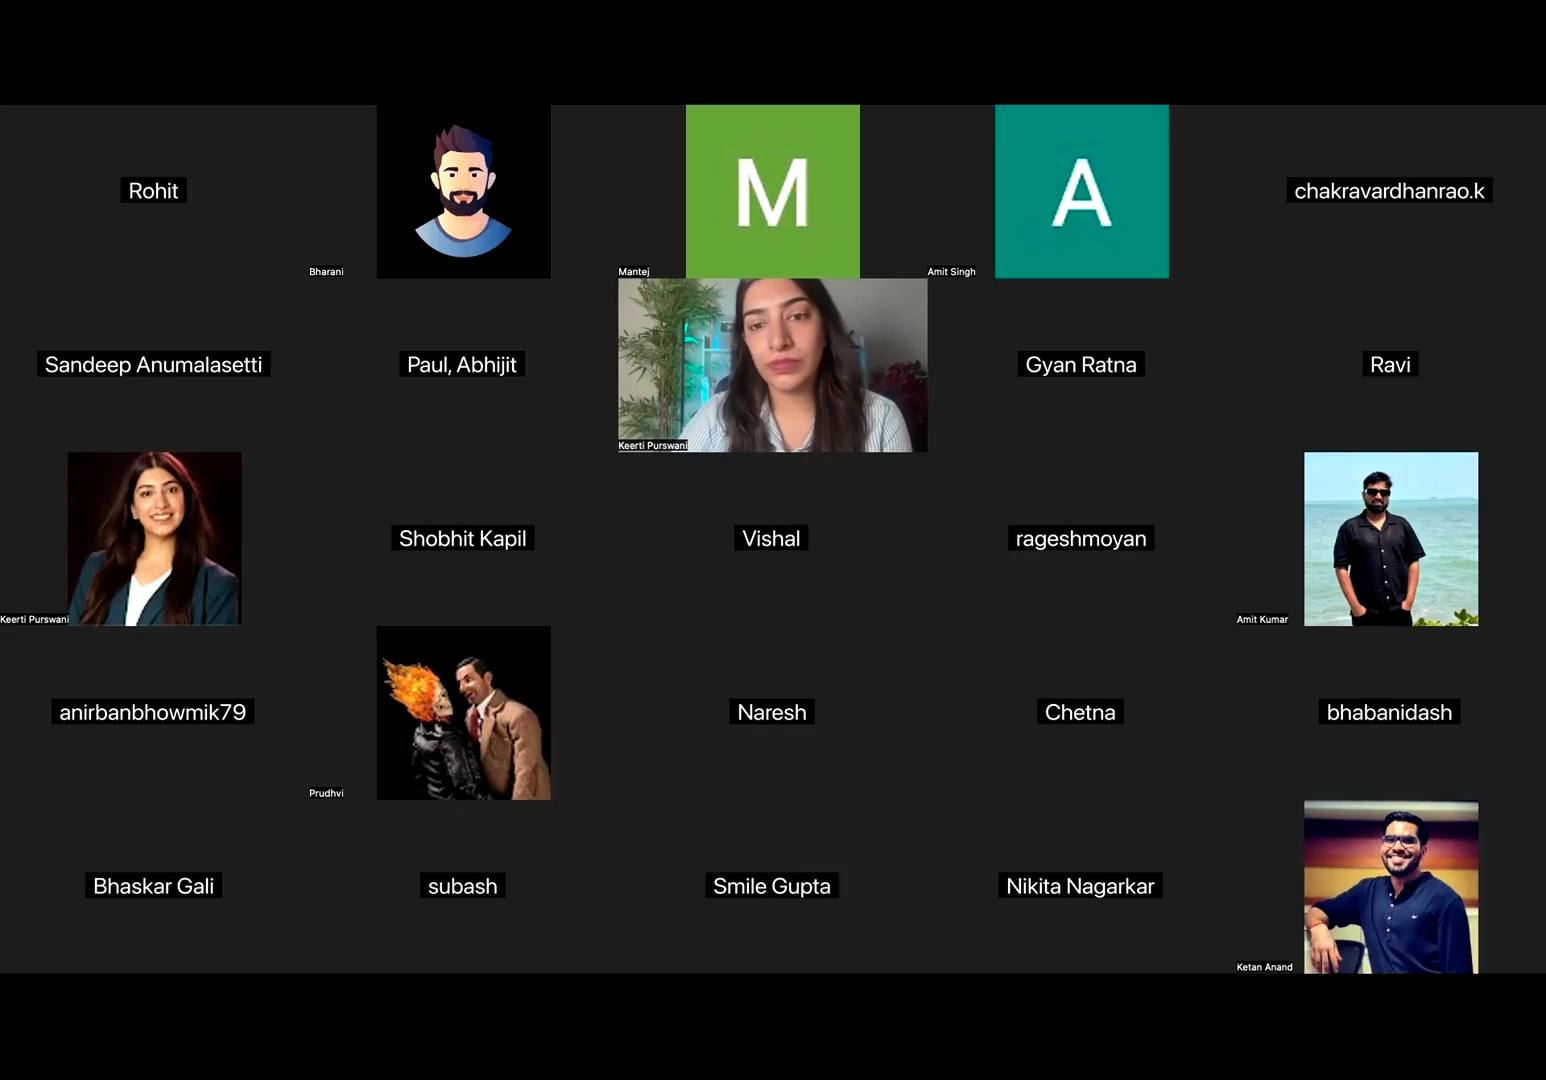 Rohit
Bharani
M
Mantej
A
Amit Singh
chakravardhanrao.k
Sandeep Anumalasetti
Paul, Abhijit
Keerti Purswani
Gyan Ratna
Ravi
Keerti Purswani
Shobhit Kapil
Vishal
rageshmoyan
Amit Kumar
anirbanbhowmik79
Prudhvi
Naresh
Chetna
bhabanidash
Bhaskar Gali
subash
Smile Gupta
Nikita Nagarkar
Ketan Anand